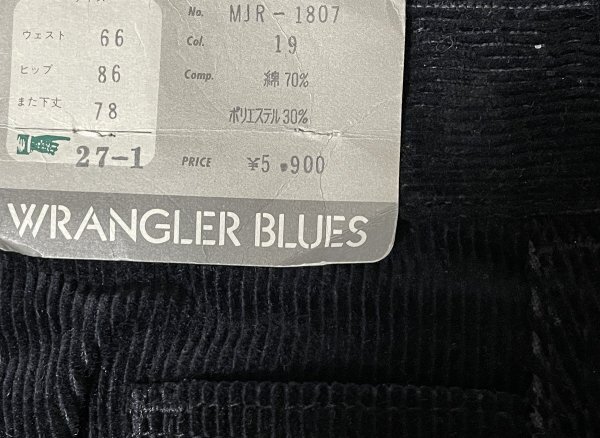 No. MJR-1807
ウェスト 66
Col. 19
ヒップ 86
Comp. 綿 70%
また下丈 78
ポリエステル 30%
27-1
PRICE ¥5,900
WRANGLER BLUES